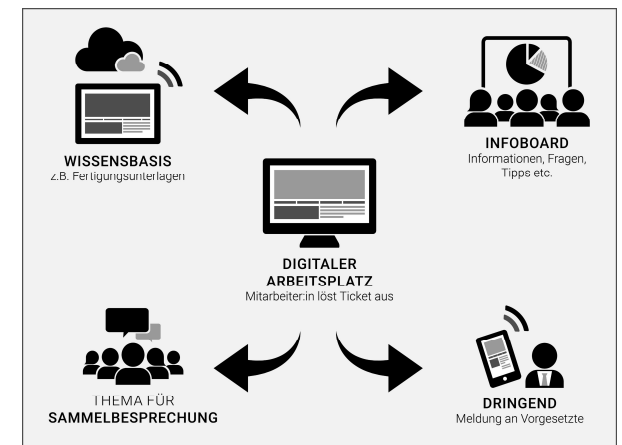 WISSENSBASIS
z.B. Fertigungsunterlagen
INFOBOARD
Informationen, Fragen,
Tipps etc.
DIGITALER
ARBEITSPLATZ
Mitarbeiter:in löst Ticket aus
THEMA FÜR
SAMMELBESPRECHUNG
DRINGEND
Meldung an Vorgesetzte